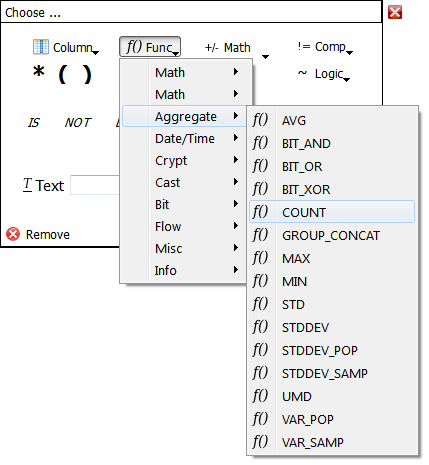 Choose ...
Column
f() Func
+/- Math
!= Comp
* ( )
~ Logic
Math
Math
IS NOT
Aggregate
f() AVG
Date/Time
f() BIT_AND
Crypt
f() BIT_OR
Cast
f() BIT_XOR
T Text
Bit
f() COUNT
Flow
Remove
f() GROUP_CONCAT
Misc
f() MAX
Info
f() MIN
f() STD
f() STDDEV
f() STDDEV_POP
f() STDDEV_SAMP
f() UMD
f() VAR_POP
f() VAR_SAMP